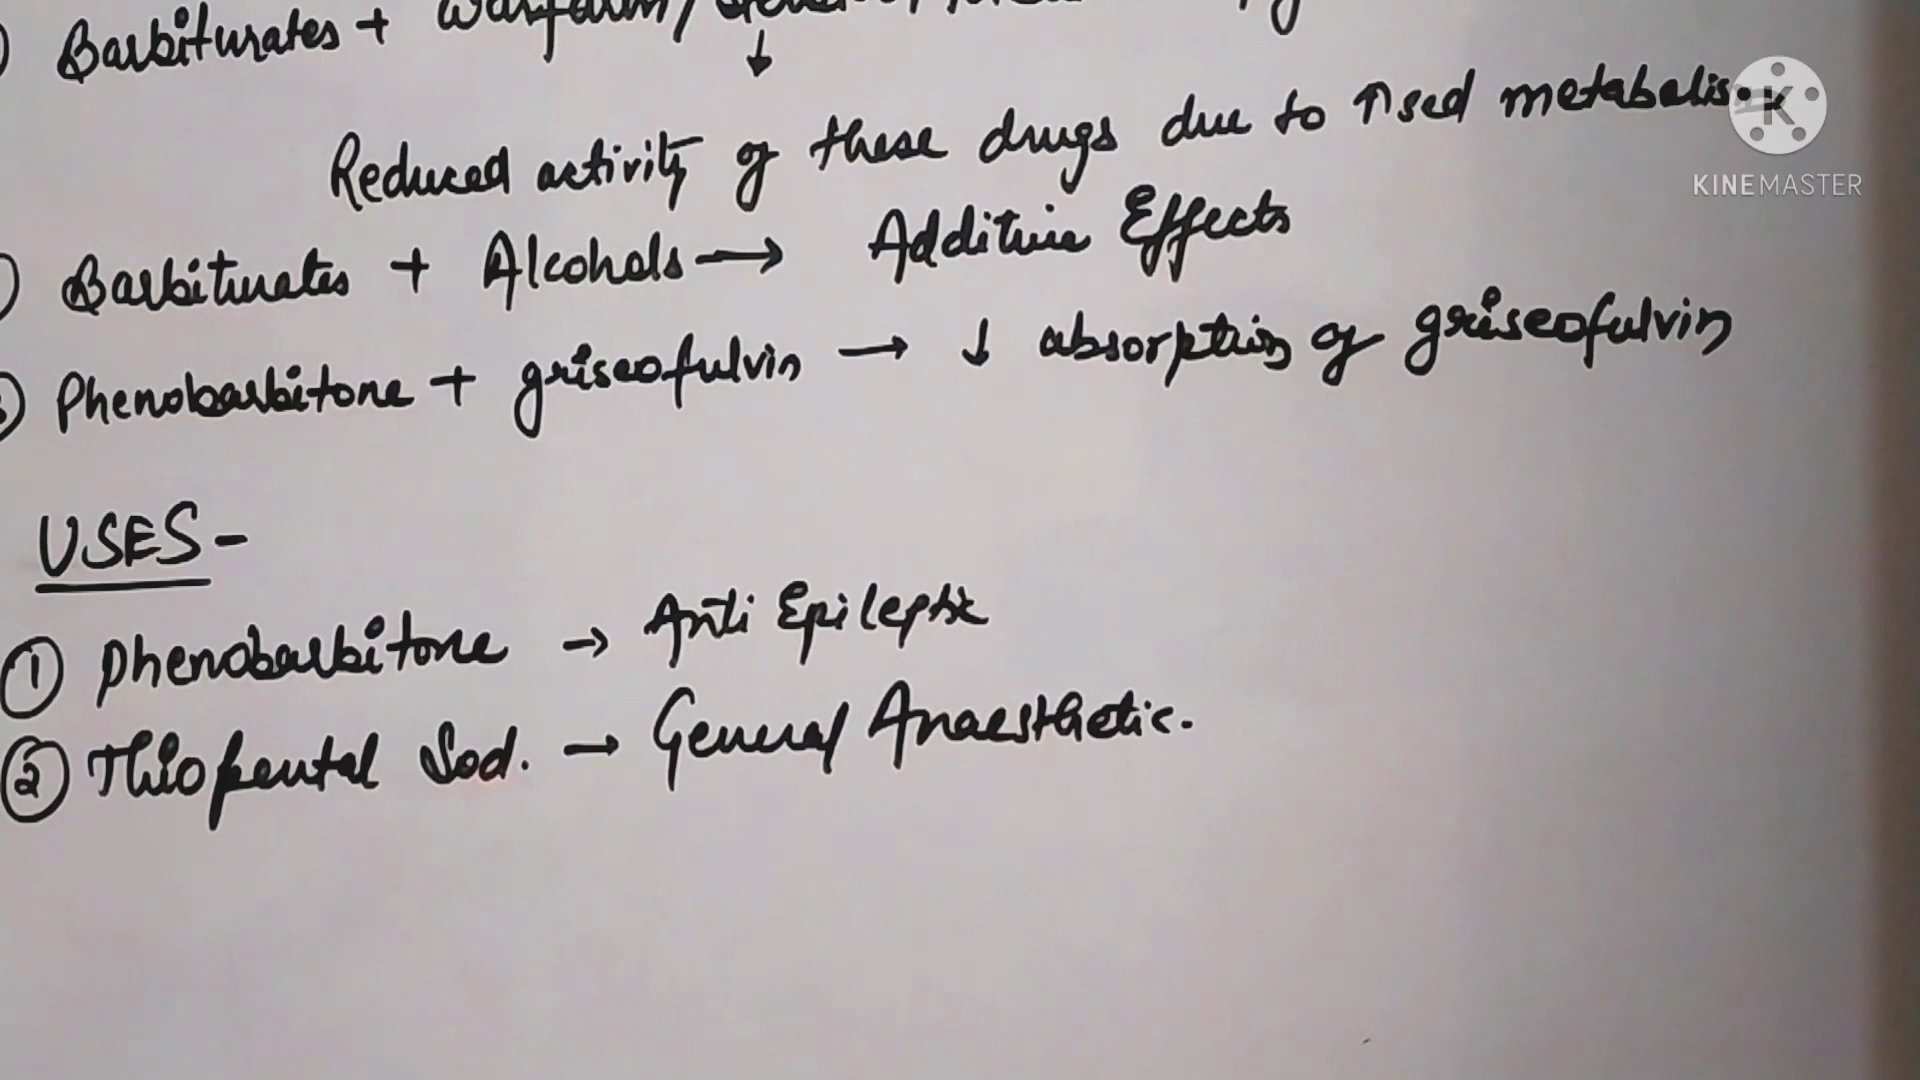 Barbiturates +
↓
Reduced activity of these drugs due to ↑sed metabolis
Barbiturates + Alcohols → Additive Effects
Phenobarbitone + griseofulvin → ↓ absorption of griseofulvin
USES -
① Phenobarbitone → Anti Epileptic
② Thiopental Sod. → General Anaesthetic.
K
KINEMASTER